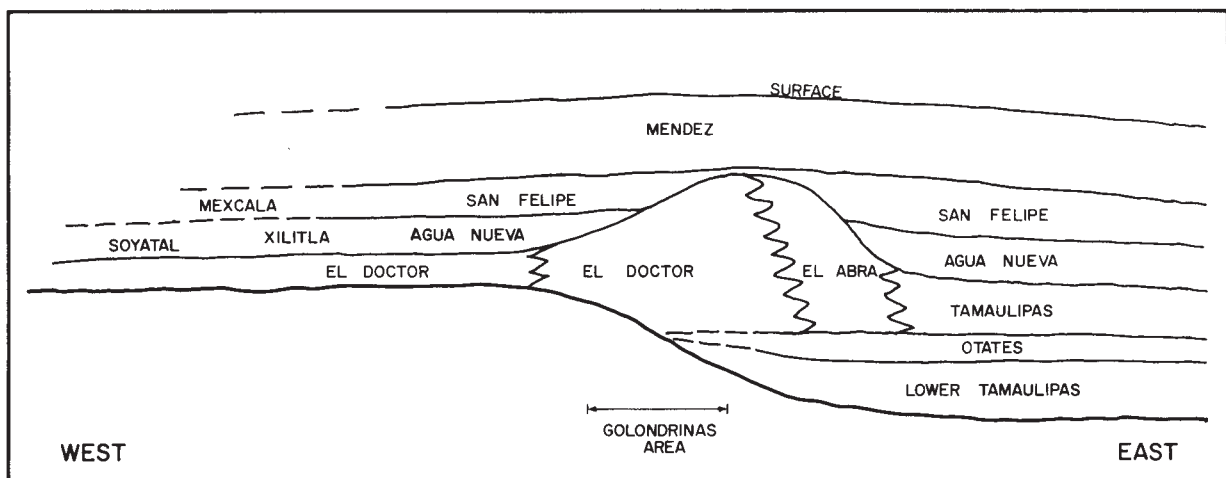 SURFACE
MENDEZ
MEXCALA
SAN FELIPE
SAN FELIPE
SOYATAL
XILITLA
AGUA NUEVA
AGUA NUEVA
EL DOCTOR
EL DOCTOR
EL ABRA
TAMAULIPAS
OTATES
LOWER TAMAULIPAS
GOLONDRINAS
AREA
WEST
EAST